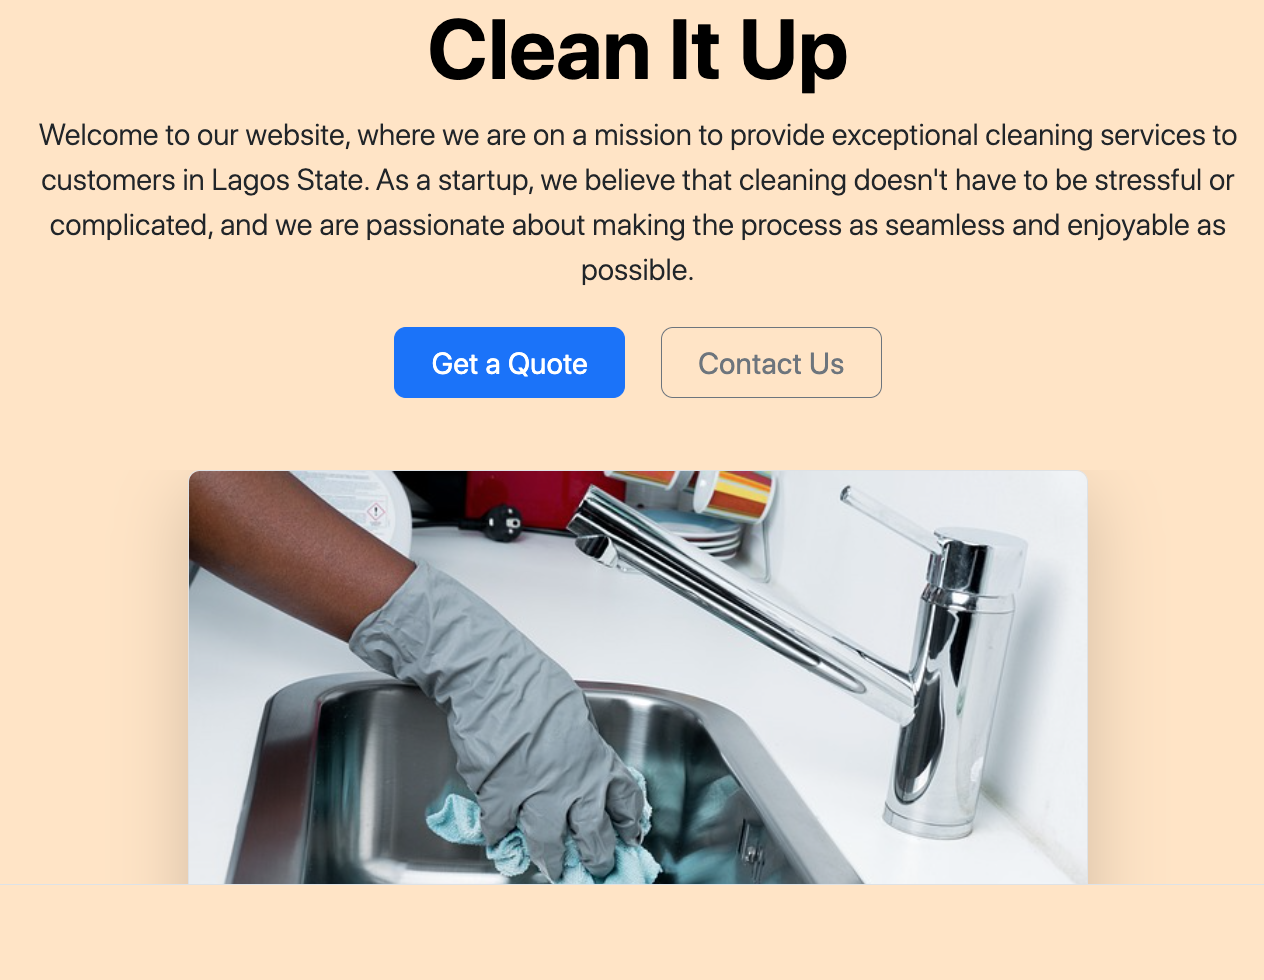 Clean It Up
Welcome to our website, where we are on a mission to provide exceptional cleaning services to
customers in Lagos State. As a startup, we believe that cleaning doesn't have to be stressful or
complicated, and we are passionate about making the process as seamless and enjoyable as
possible.
Get a Quote
Contact Us